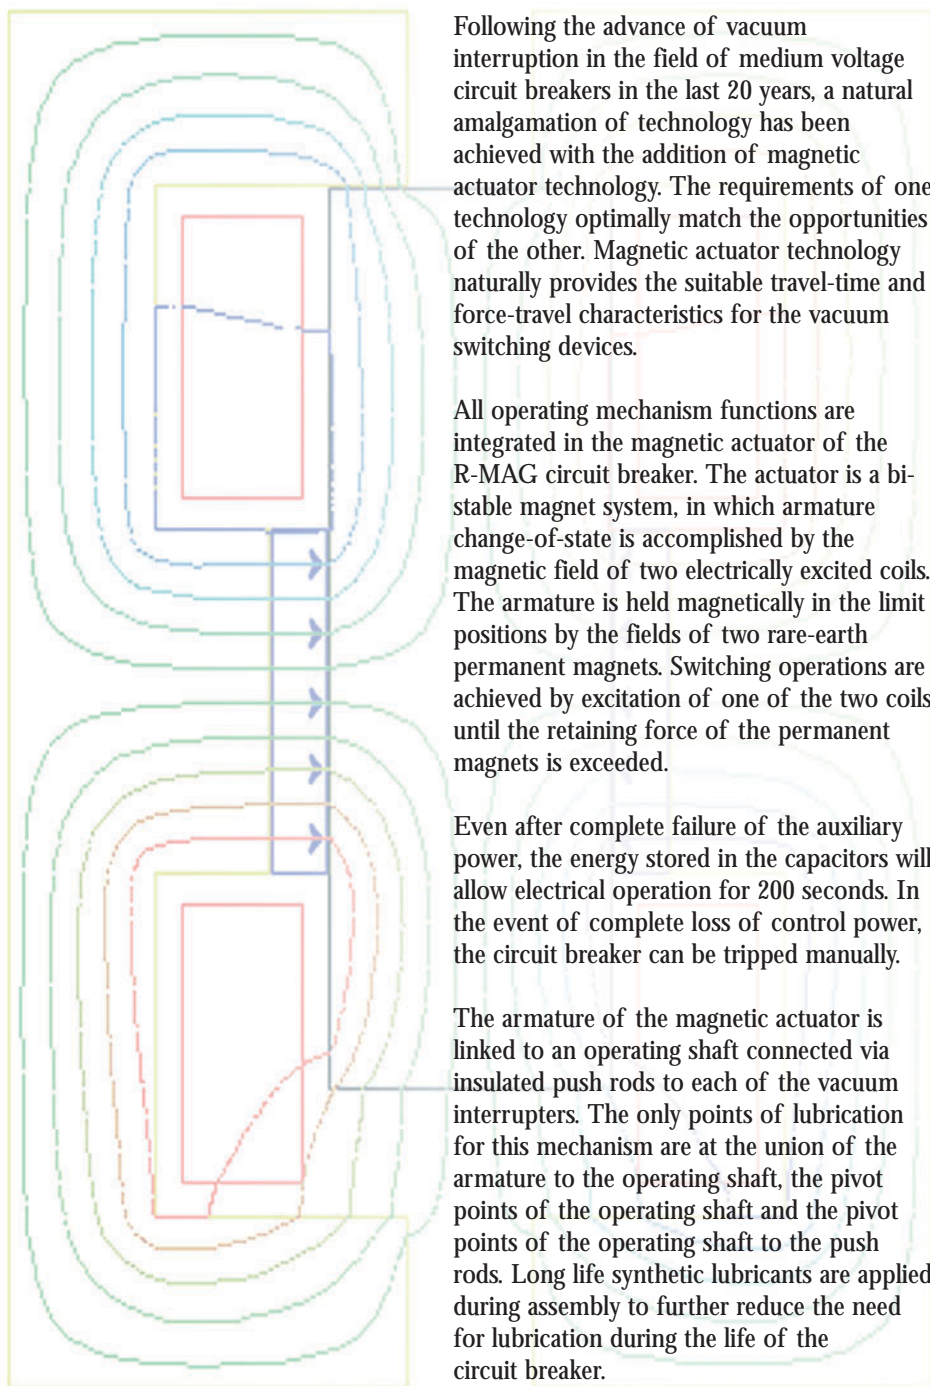 Following the advance of vacuum
interruption in the field of medium voltage
circuit breakers in the last 20 years, a natural
amalgamation of technology has been
achieved with the addition of magnetic
actuator technology. The requirements of one
technology optimally match the opportunities
of the other. Magnetic actuator technology
naturally provides the suitable travel-time and
force-travel characteristics for the vacuum
switching devices.
All operating mechanism functions are
integrated in the magnetic actuator of the
R-MAG circuit breaker. The actuator is a bi-
stable magnet system, in which armature
change-of-state is accomplished by the
magnetic field of two electrically excited coils.
The armature is held magnetically in the limit
positions by the fields of two rare-earth
permanent magnets. Switching operations are
achieved by excitation of one of the two coils
until the retaining force of the permanent
magnets is exceeded.
Even after complete failure of the auxiliary
power, the energy stored in the capacitors will
allow electrical operation for 200 seconds. In
the event of complete loss of control power,
the circuit breaker can be tripped manually.
The armature of the magnetic actuator is
linked to an operating shaft connected via
insulated push rods to each of the vacuum
interrupters. The only points of lubrication
for this mechanism are at the union of the
armature to the operating shaft, the pivot
points of the operating shaft and the pivot
points of the operating shaft to the push
rods. Long life synthetic lubricants are applied
during assembly to further reduce the need
for lubrication during the life of the
circuit breaker.